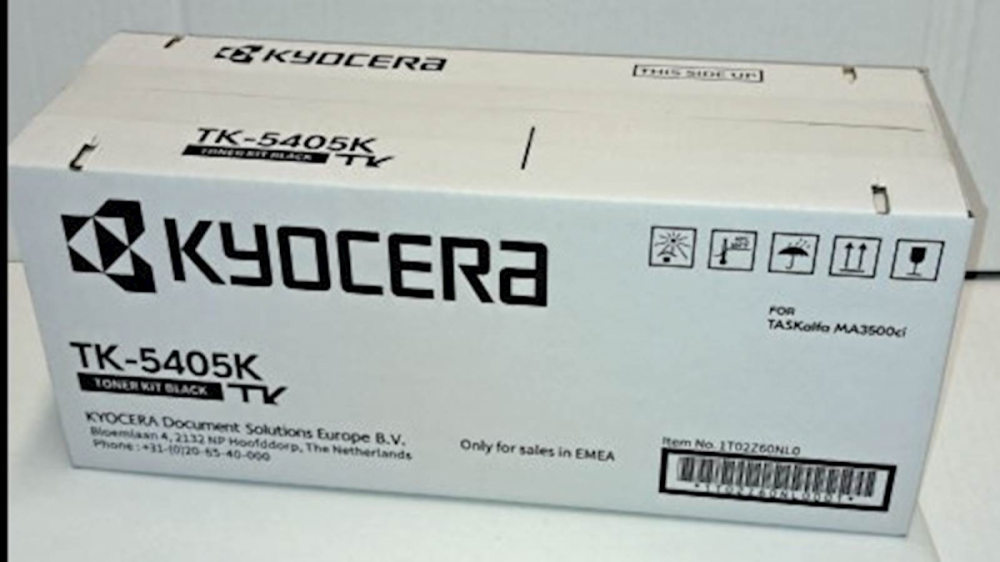 KYOCERA
THIS SIDE UP
TK-5405K
TONER KIT BLACK TK
KYOCERA
FOR
TASKalfa MA3500ci
TK-5405K
TONER KIT BLACK TK
KYOCERA Document Solutions Europe B.V.
Bloemlaan 4, 2132 NP Hoofddorp, The Netherlands
Phone : +31-(0)20-65-40-000
Only for sales in EMEA
Item No. 1T02Z60NL0